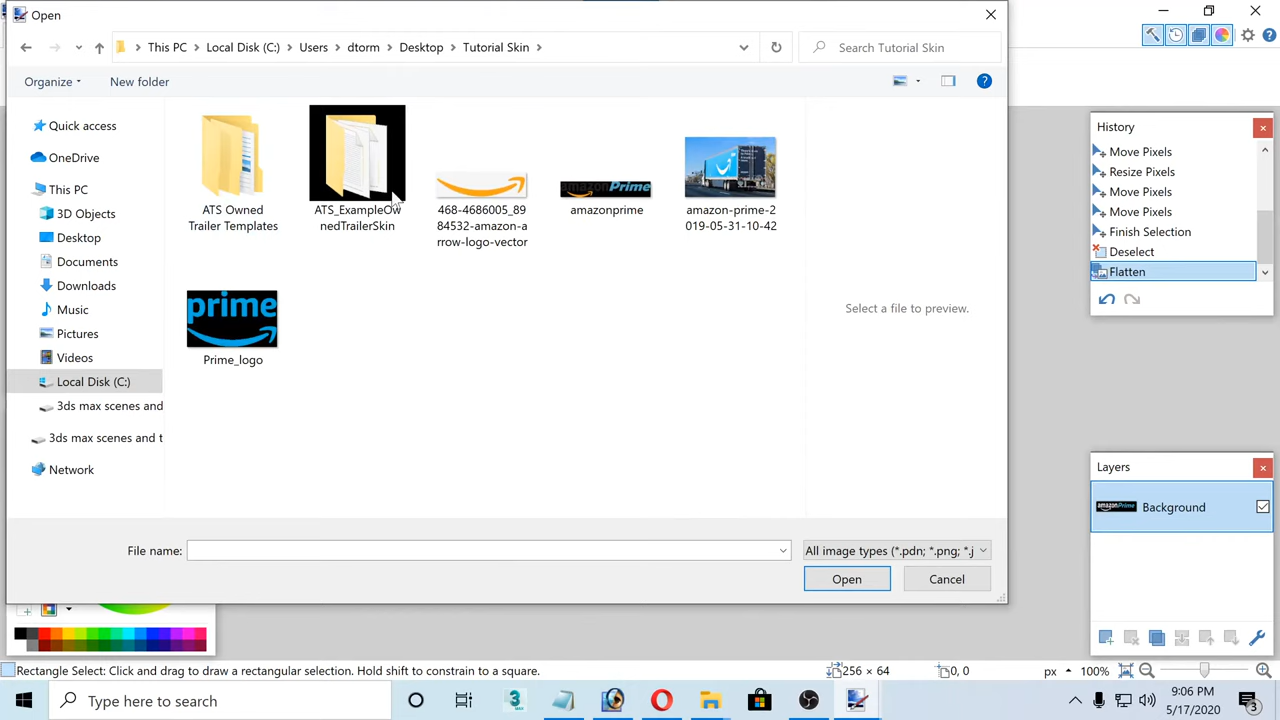 Open
This PC > Local Disk (C:) > Users > dtorm > Desktop > Tutorial Skin >
Search Tutorial Skin
Organize
New folder
Quick access
OneDrive
This PC
3D Objects
Desktop
Documents
Downloads
Music
Pictures
Videos
Local Disk (C:)
3ds max scenes and
3ds max scenes and t
Network
ATS Owned
Trailer Templates
ATS_ExampleOw
nedTrailerSkin
468-4686005_89
84532-amazon-a
rrow-logo-vector
amazonPrime
amazonprime
amazon-prime-2
019-05-31-10-42
prime
Prime_logo
Select a file to preview.
File name:
All image types (*.pdn; *.png; *.j
Open
Cancel
History
Move Pixels
Resize Pixels
Move Pixels
Move Pixels
Finish Selection
Deselect
Flatten
Layers
amazonPrime
Background
Rectangle Select: Click and drag to draw a rectangular selection. Hold shift to constrain to a square.
256 × 64
0, 0
px
100%
Type here to search
9:06 PM
5/17/2020
3